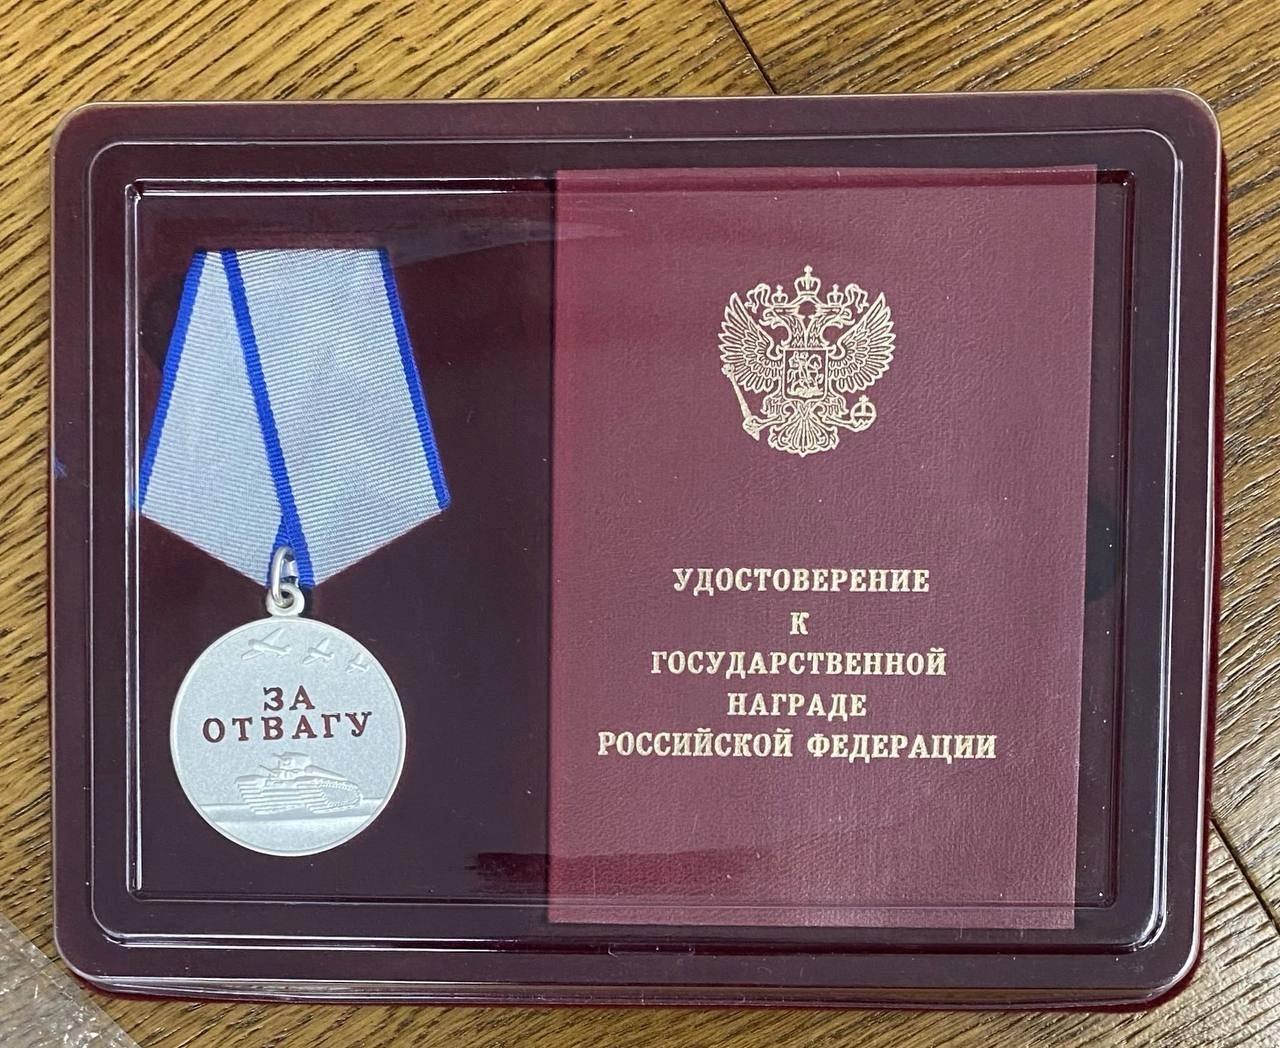 ЗА
ОТВАГУ
УДОСТОВЕРЕНИЕ
К
ГОСУДАРСТВЕННОЙ
НАГРАДЕ
РОССИЙСКОЙ ФЕДЕРАЦИИ